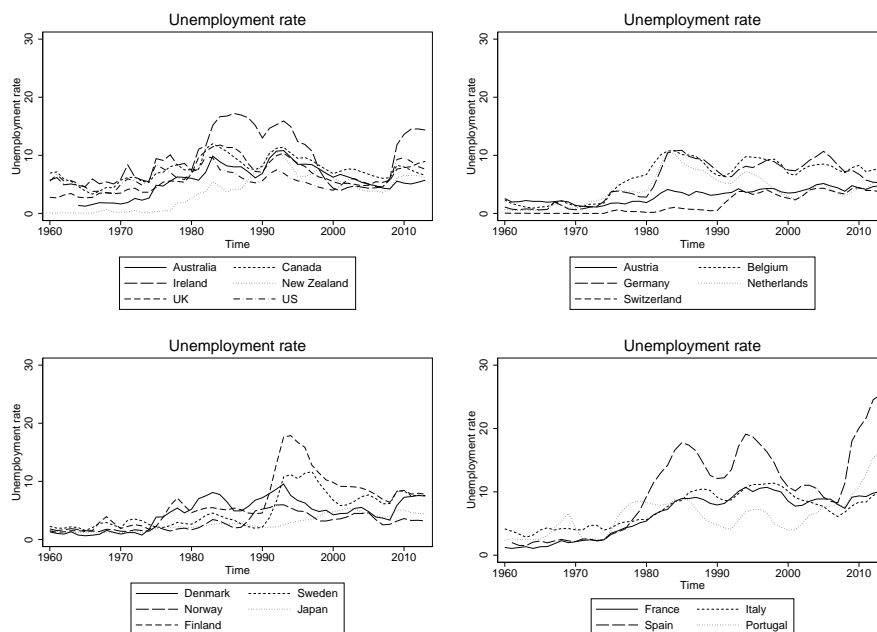 Unemployment rate
Unemployment rate
30
20
10
0
1960 1970 1980 1990 2000 2010
Time
Australia Canada
Ireland New Zealand
UK US
Unemployment rate
Unemployment rate
30
20
10
0
1960 1970 1980 1990 2000 2010
Time
Austria Belgium
Germany Netherlands
Switzerland
Unemployment rate
Unemployment rate
30
20
10
0
1960 1970 1980 1990 2000 2010
Time
Denmark Sweden
Norway Japan
Finland
Unemployment rate
Unemployment rate
30
20
10
0
1960 1970 1980 1990 2000 2010
Time
France Italy
Spain Portugal